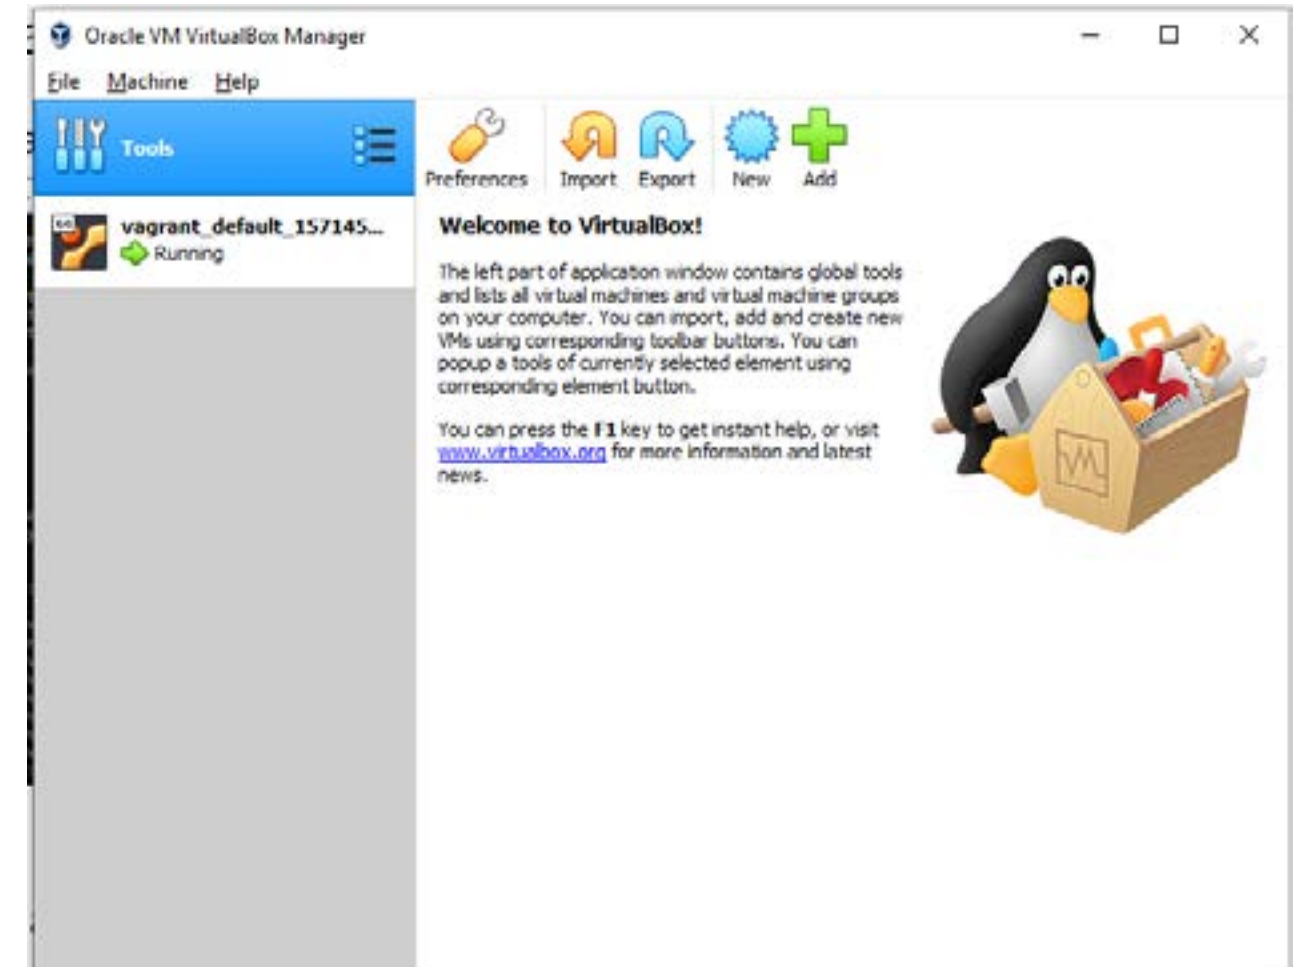 Oracle VM VirtualBox Manager
File Machine Help
Tools
Preferences Import Export New Add
vagrant_default_157145...
Running
Welcome to VirtualBox!
The left part of application window contains global tools
and lists all virtual machines and virtual machine groups
on your computer. You can import, add and create new
VMs using corresponding toolbar buttons. You can
popup a tools of currently selected element using
corresponding element button.
You can press the F1 key to get instant help, or visit
www.virtualbox.org for more information and latest
news.